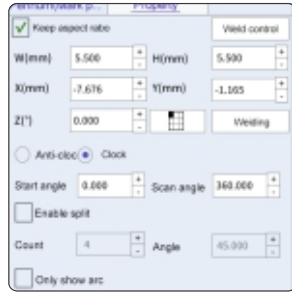 Property
Keep aspect ratio Weld control
W(mm) 5.500 H(mm) 5.500
X(mm) -7.676 Y(mm) -1.165
Z(°) 0.000 Welding
Anti-cloc Clock
Start angle 0.000 Scan angle 360.000
Enable split
Count 4 Angle 45.000
Only show arc